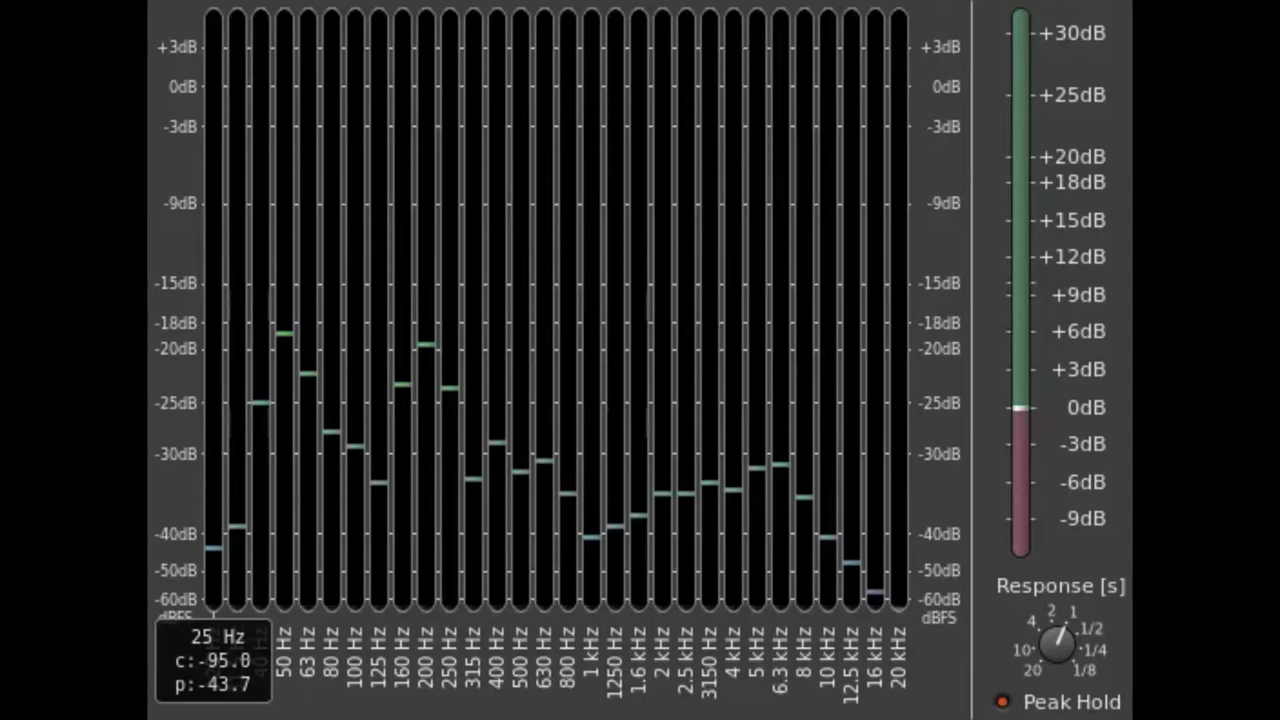 +3dB
0dB
-3dB
-9dB
-15dB
-18dB
-20dB
-25dB
-30dB
-40dB
-50dB
-60dB
+3dB
0dB
-3dB
-9dB
-15dB
-18dB
-20dB
-25dB
-30dB
-40dB
-50dB
-60dB
dBFS
25 Hz
c:-95.0
p:-43.7
40 Hz
50 Hz
63 Hz
80 Hz
100 Hz
125 Hz
160 Hz
200 Hz
250 Hz
315 Hz
400 Hz
500 Hz
630 Hz
800 Hz
1 kHz
1250 Hz
1.6 kHz
2 kHz
2.5 kHz
3150 Hz
4 kHz
5 kHz
6.3 kHz
8 kHz
10 kHz
12.5 kHz
16 kHz
20 kHz
+30dB
+25dB
+20dB
+18dB
+15dB
+12dB
+9dB
+6dB
+3dB
0dB
-3dB
-6dB
-9dB
Response [s]
2 1
4 1/2
10 1/4
20 1/8
Peak Hold